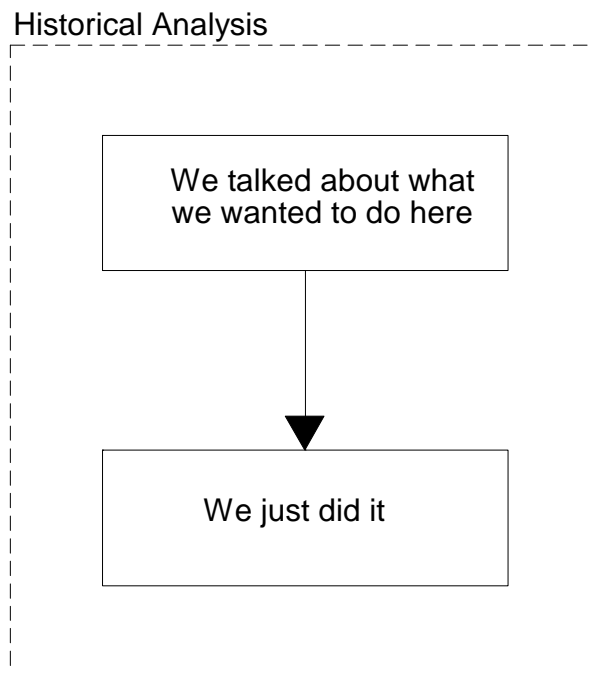 Historical Analysis
We talked about what
we wanted to do here
We just did it